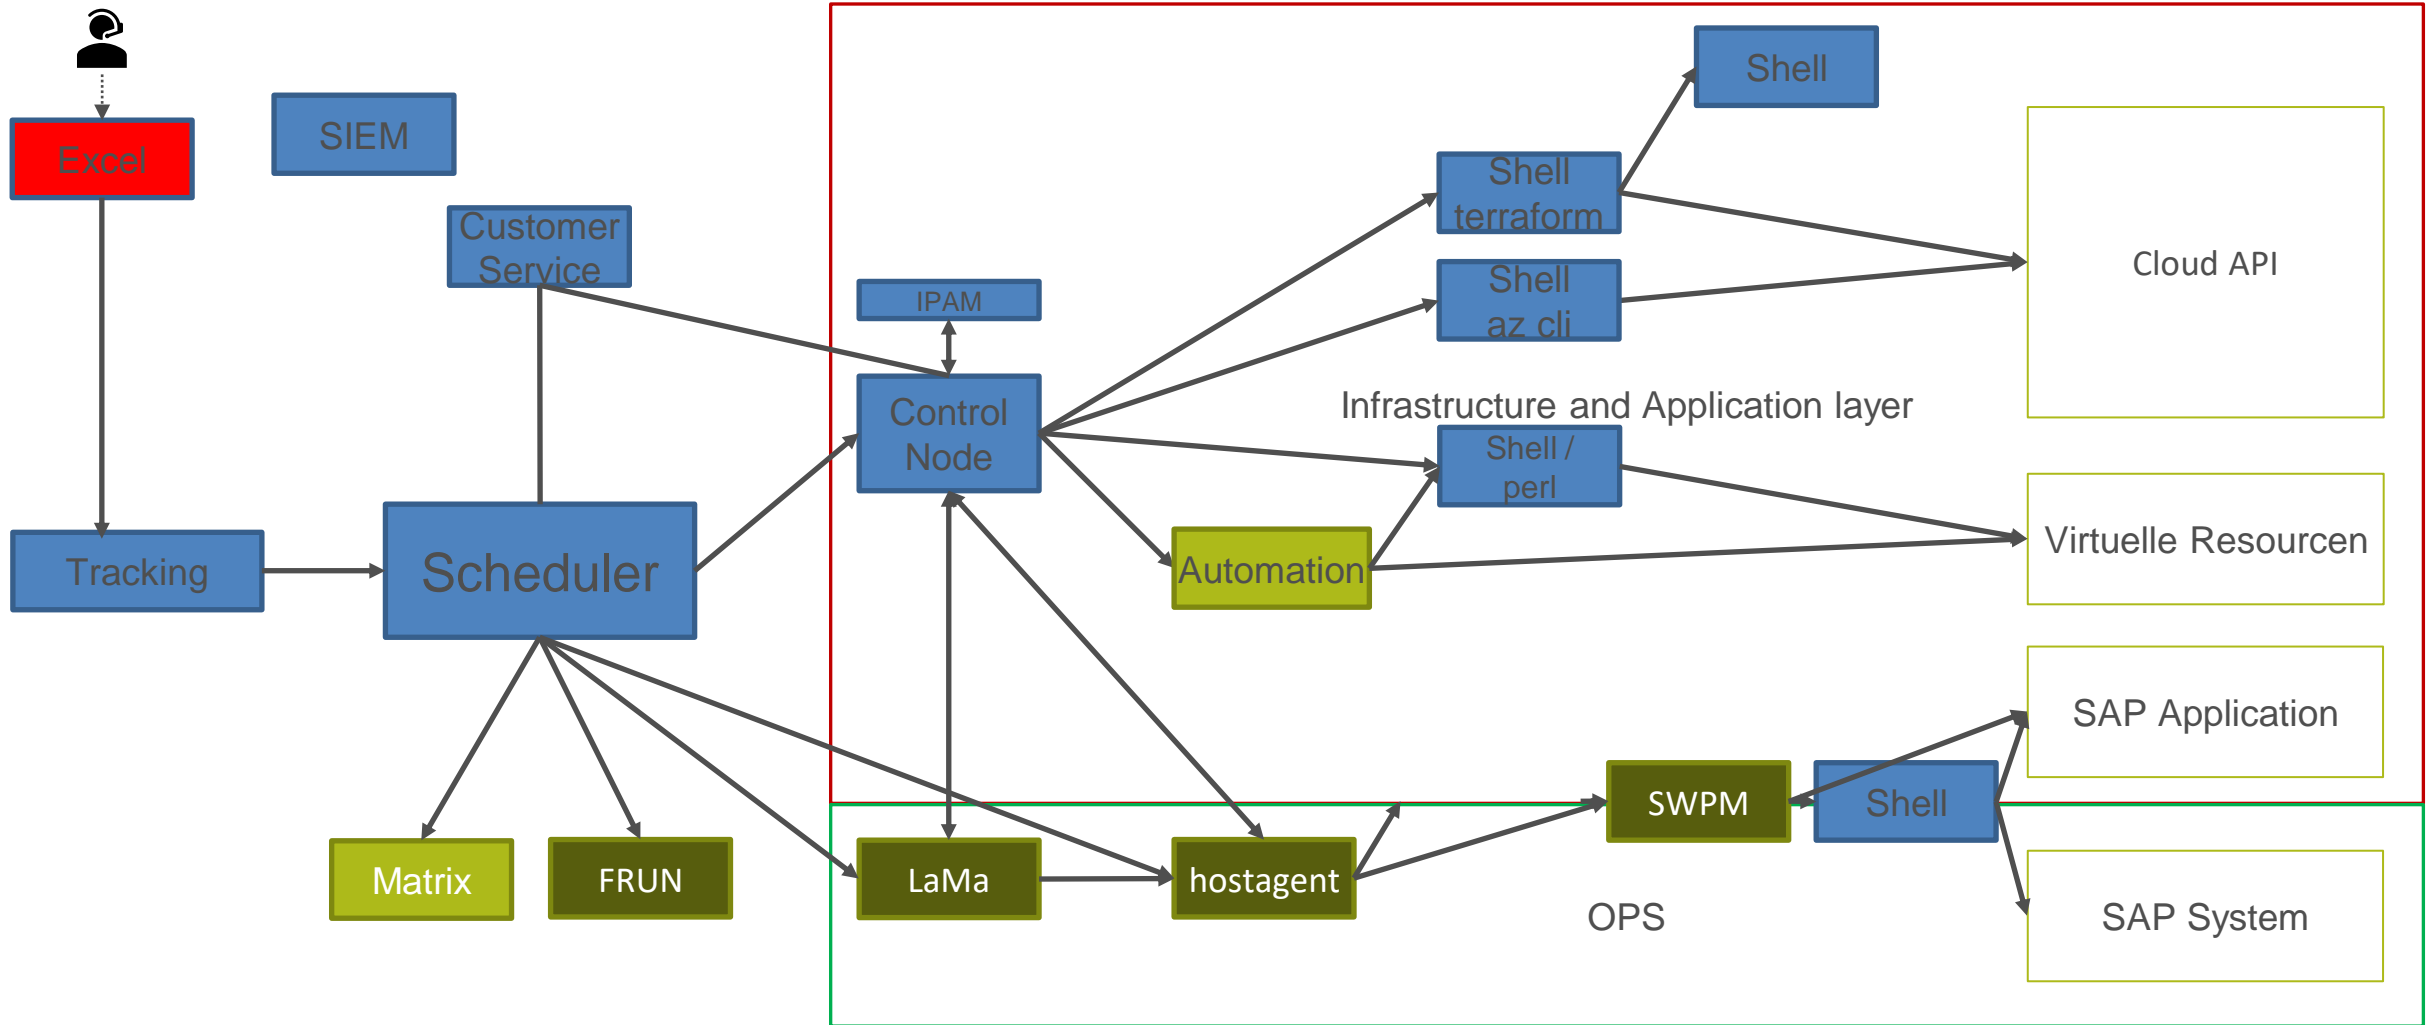 Shell
Excel
SIEM
Shell
terraform
Customer
Service
Cloud API
IPAM
Shell
az cli
Control
Node
Infrastructure and Application layer
Shell /
perl
Tracking
Scheduler
Automation
Virtuelle Resourcen
SAP Application
SWPM
Shell
Matrix
FRUN
LaMa
hostagent
OPS
SAP System